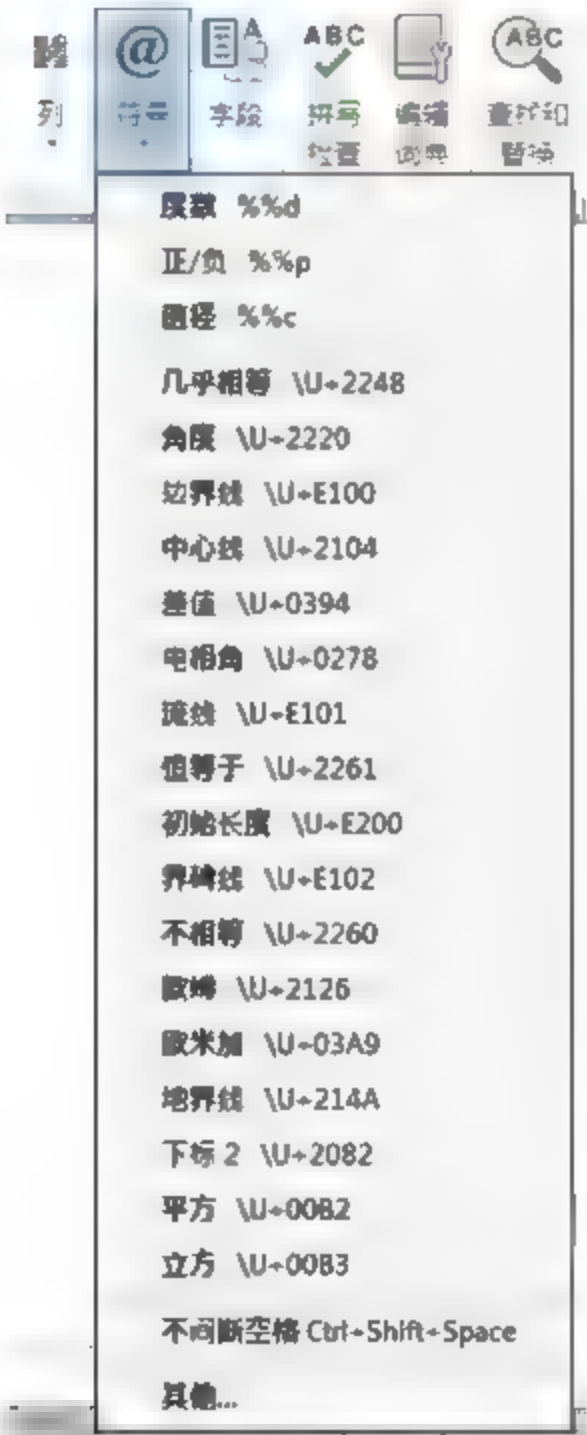 ABC ABC
列 符号 字段 拼写 编辑 查找和
检查 词典 替换
度数 %%d
正/负 %%p
直径 %%c
几乎相等 \U+2248
角度 \U+2220
边界线 \U+E100
中心线 \U+2104
差值 \U+0394
电相角 \U+0278
流线 \U+E101
恒等于 \U+2261
初始长度 \U+E200
界碑线 \U+E102
不相等 \U+2260
欧姆 \U+2126
欧米加 \U+03A9
地界线 \U+214A
下标 2 \U+2082
平方 \U+00B2
立方 \U+00B3
不间断空格 Ctrl+Shift+Space
其他...